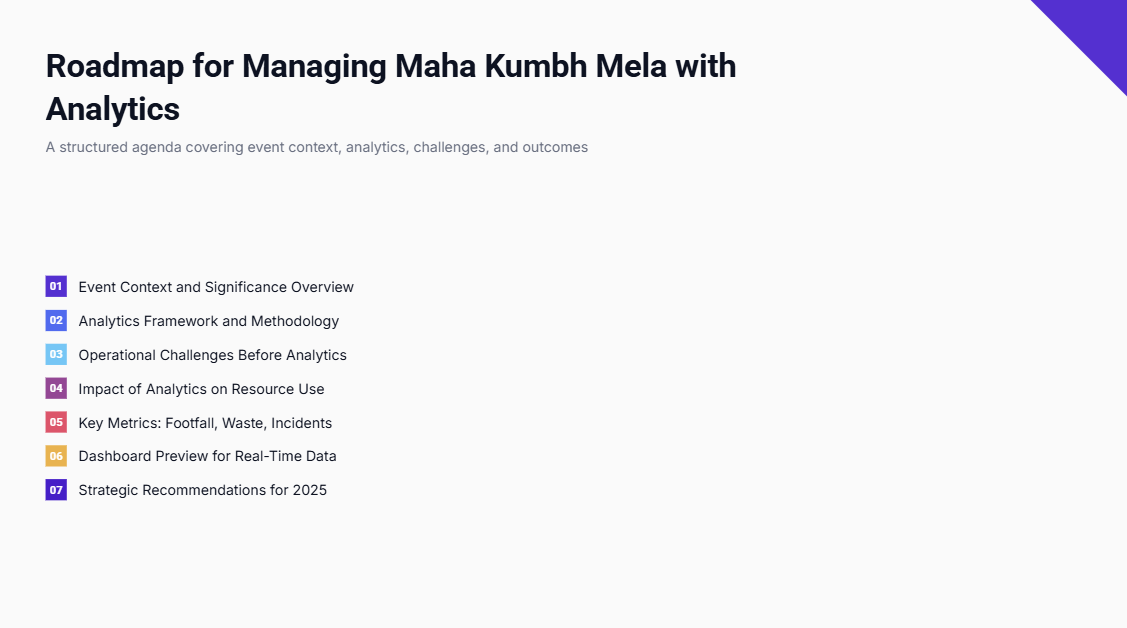 Roadmap for Managing Maha Kumbh Mela with
Analytics
A structured agenda covering event context, analytics, challenges, and outcomes
01 Event Context and Significance Overview
02 Analytics Framework and Methodology
03 Operational Challenges Before Analytics
04 Impact of Analytics on Resource Use
05 Key Metrics: Footfall, Waste, Incidents
06 Dashboard Preview for Real-Time Data
07 Strategic Recommendations for 2025